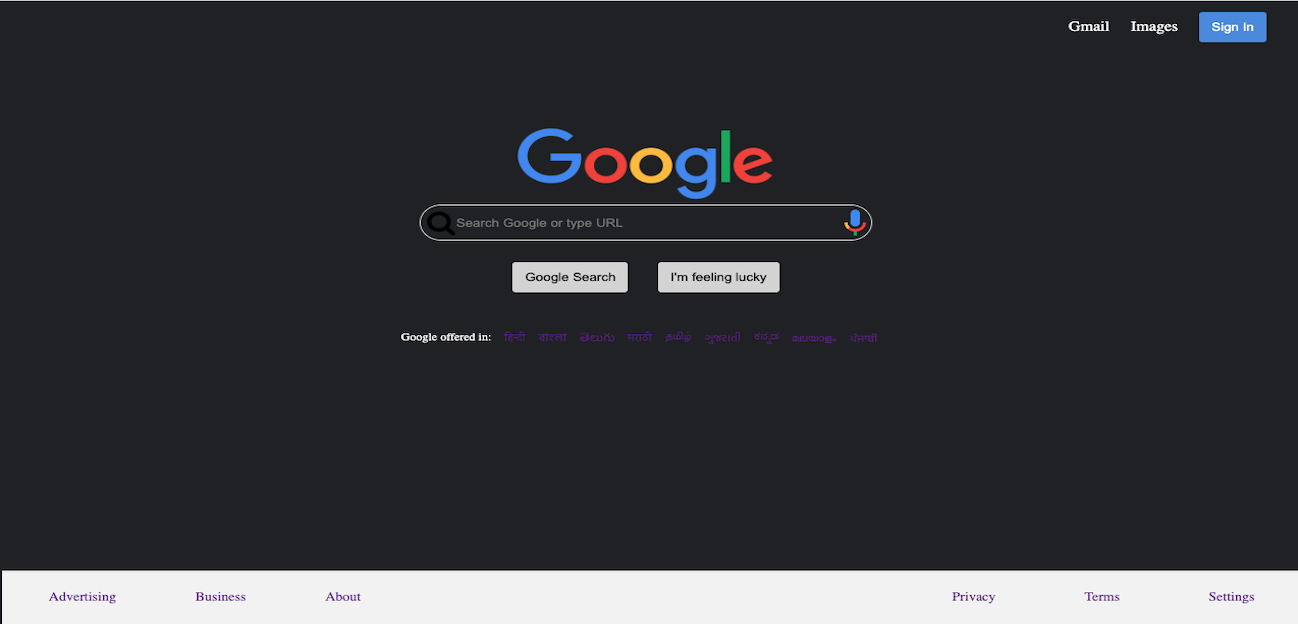 Gmail Images Sign In
Google
Search Google or type URL
Google Search I'm feeling lucky
Google offered in: हिन्दी বাংলা తెలుగు मराठी தமிழ் ગુજરાતી ಕನ್ನಡ മലയാളം ਪੰਜਾਬੀ
Advertising Business About Privacy Terms Settings